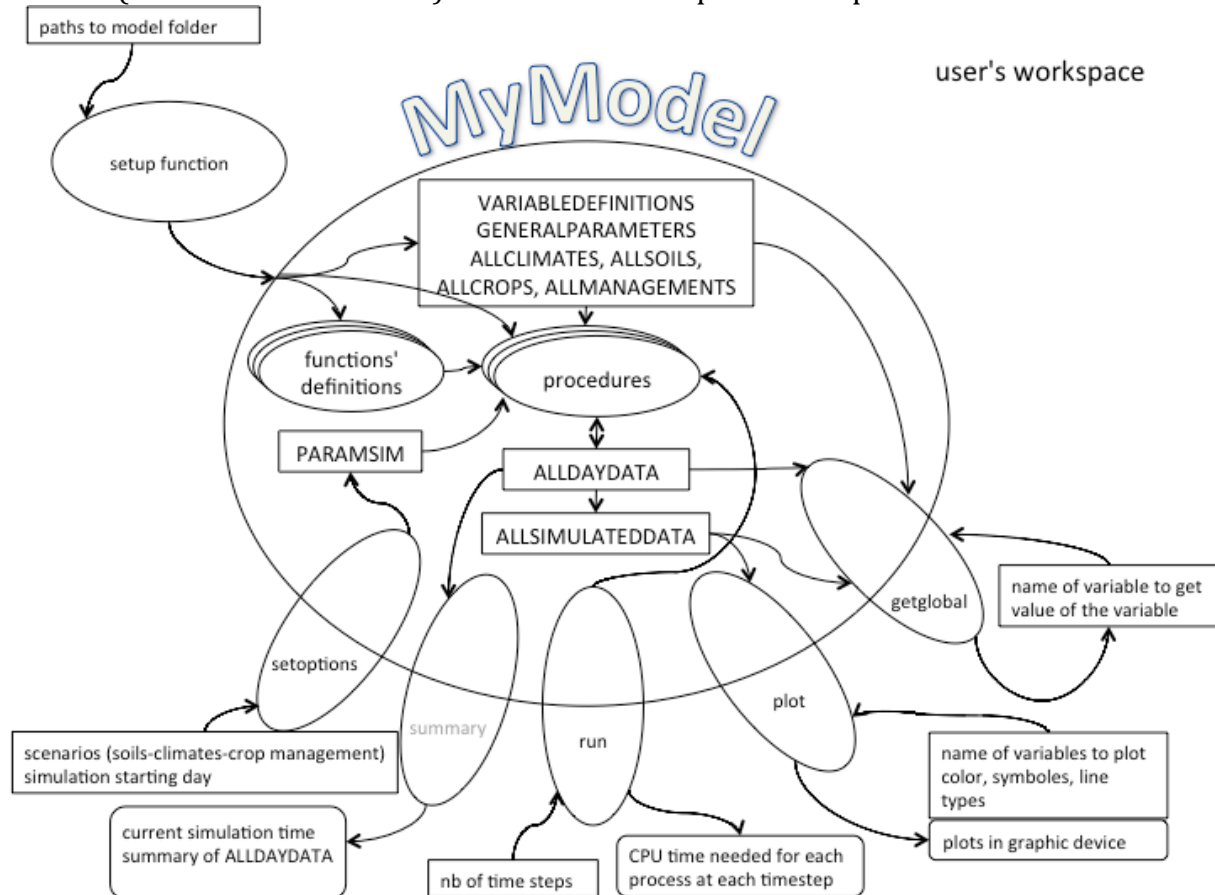 paths to model folder
user's workspace
MyModel
setup function
VARIABLEDEFINITIONS
GENERALPARAMETERS
ALLCLIMATES, ALLSOILS,
ALLCROPS, ALLMANAGEMENTS
functions'
definitions
procedures
PARAMSIM
ALLDAYDATA
ALLSIMULATEDDATA
getglobal
name of variable to get
value of the variable
setoptions
summary
run
plot
scenarios (soils-climates-crop management)
simulation starting day
name of variables to plot
color, symboles, line
types
current simulation time
summary of ALLDAYDATA
nb of time steps
CPU time needed for each
process at each timestep
plots in graphic device